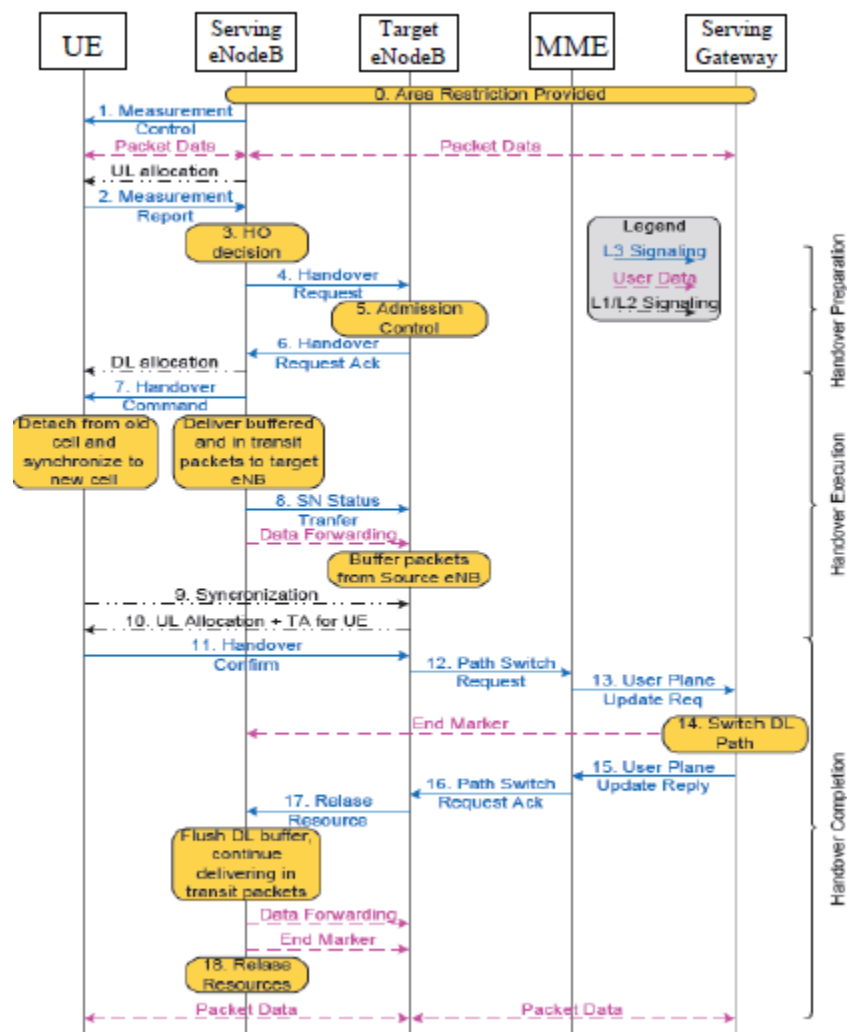 UE
Serving
eNodeB
Target
eNodeB
MME
Serving
Gateway
0. Area Restriction Provided
1. Measurement
Control
Packet Data
Packet Data
UL allocation
2. Measurement
Report
3. HO
decision
Legend
L3 Signaling
User Data
L1/L2 Signaling
4. Handover
Request
5. Admission
Control
6. Handover
Request Ack
DL allocation
Handover Preparation
7. Handover
Command
Detach from old
cell and
synchronize to
new cell
Deliver buffered
and in transit
packets to target
eNB
8. SN Status
Tranfer
Data Forwarding
Buffer packets
from Source eNB
9. Syncronization
10. UL Allocation + TA for UE
Handover Execution
11. Handover
Confirm
12. Path Switch
Request
13. User Plane
Update Req
End Marker
14. Switch DL
Path
15. User Plane
Update Reply
16. Path Switch
Request Ack
17. Relase
Resources
Flush DL buffer,
continue
delivering in
transit packets
Data Forwarding
End Marker
18. Relase
Resources
Packet Data
Packet Data
Handover Completion